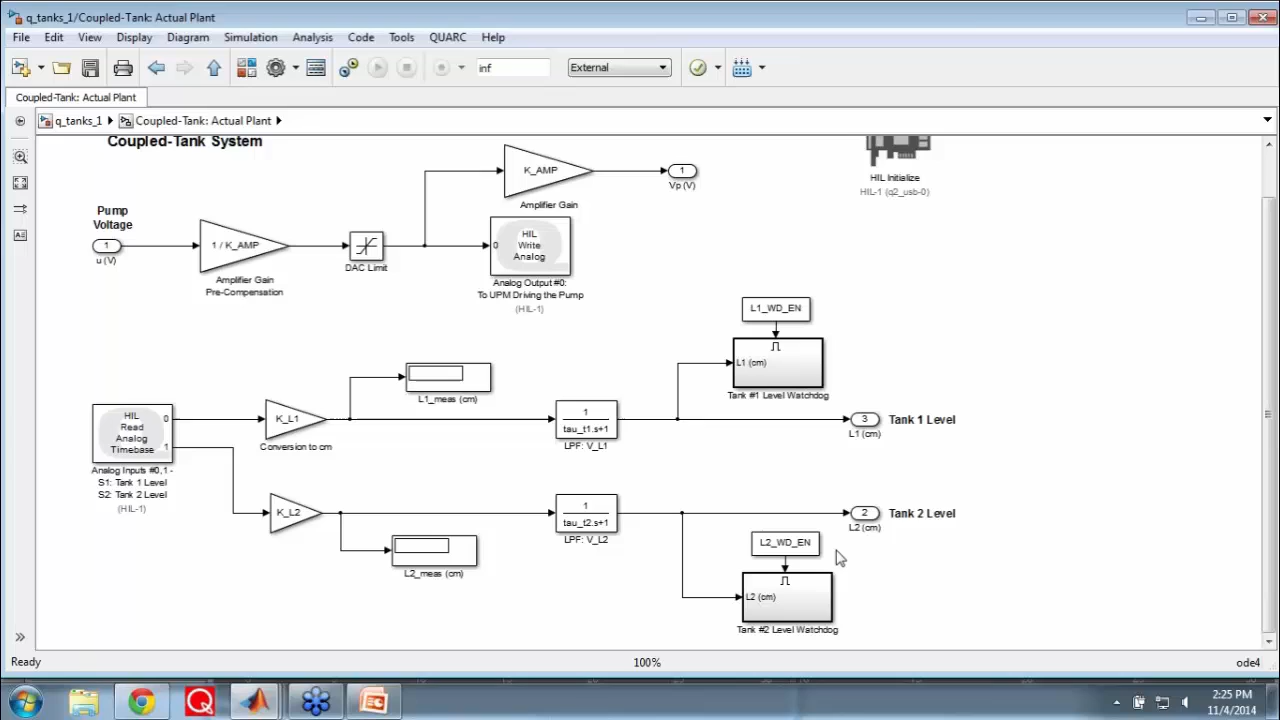 q_tanks_1/Coupled-Tank: Actual Plant
File Edit View Display Diagram Simulation Analysis Code Tools QUARC Help
inf
External
Coupled-Tank: Actual Plant
q_tanks_1 Coupled-Tank: Actual Plant
Coupled-Tank System
K_AMP
Amplifier Gain
1
Vp (V)
HIL Initialize
HIL-1 (q2_usb-0)
Pump
Voltage
1
u (V)
1 / K_AMP
Amplifier Gain
Pre-Compensation
DAC Limit
0
HIL
Write
Analog
Analog Output #0:
To UPM Driving the Pump
(HIL-1)
L1_WD_EN
L1 (cm)
Tank #1 Level Watchdog
L1_meas (cm)
HIL
Read
Analog
Timebase
0
1
Analog Inputs #0,1 -
S1: Tank 1 Level
S2: Tank 2 Level
(HIL-1)
K_L1
Conversion to cm
1
tau_t1.s+1
LPF: V_L1
3
L1 (cm)
Tank 1 Level
K_L2
1
tau_t2.s+1
LPF: V_L2
2
L2 (cm)
Tank 2 Level
L2_meas (cm)
L2_WD_EN
L2 (cm)
Tank #2 Level Watchdog
Ready 100% ode4
2:25 PM
11/4/2014